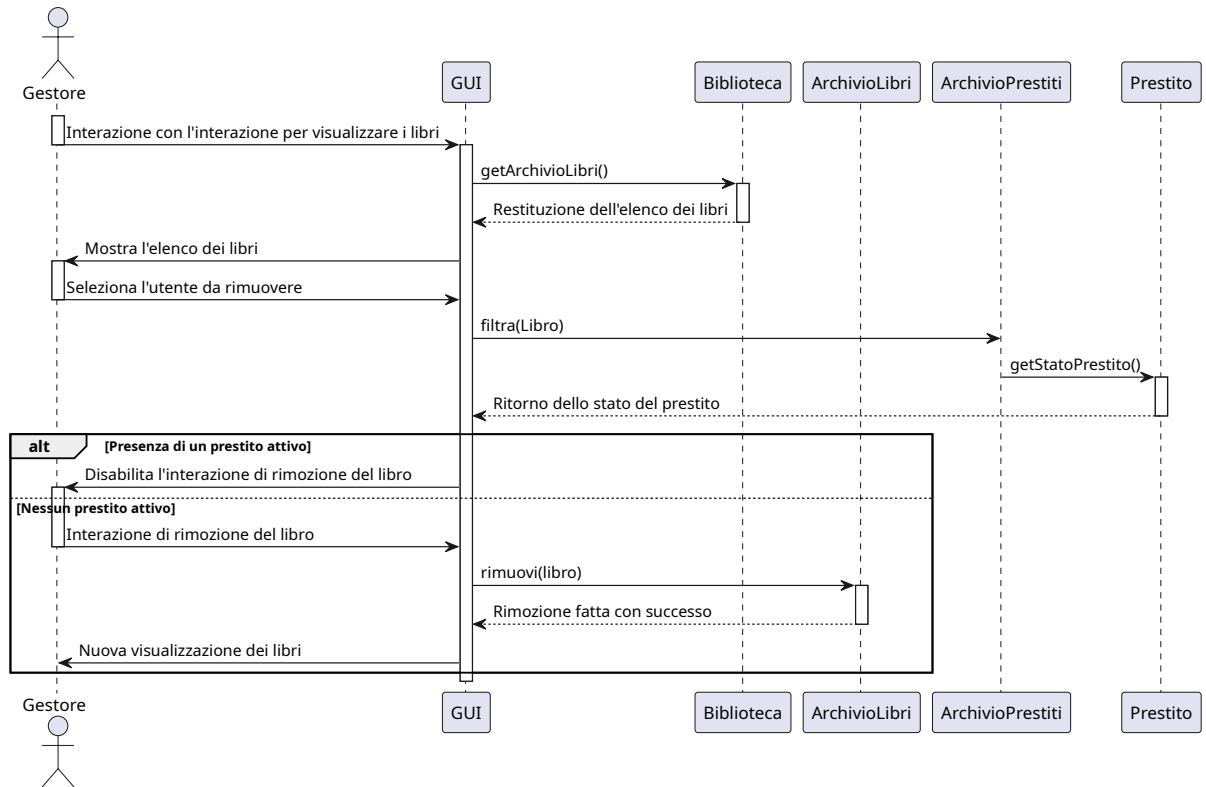 Gestore
GUI
Biblioteca
ArchivioLibri
ArchivioPrestiti
Prestito
Interazione con l'interazione per visualizzare i libri
getArchivioLibri()
Restituzione dell'elenco dei libri
Mostra l'elenco dei libri
Seleziona l'utente da rimuovere
filtra(Libro)
getStatoPrestito()
Ritorno dello stato del prestito
alt [Presenza di un prestito attivo]
Disabilita l'interazione di rimozione del libro
[Nessun prestito attivo]
Interazione di rimozione del libro
rimuovi(libro)
Rimozione fatta con successo
Nuova visualizzazione dei libri
Gestore
GUI
Biblioteca
ArchivioLibri
ArchivioPrestiti
Prestito